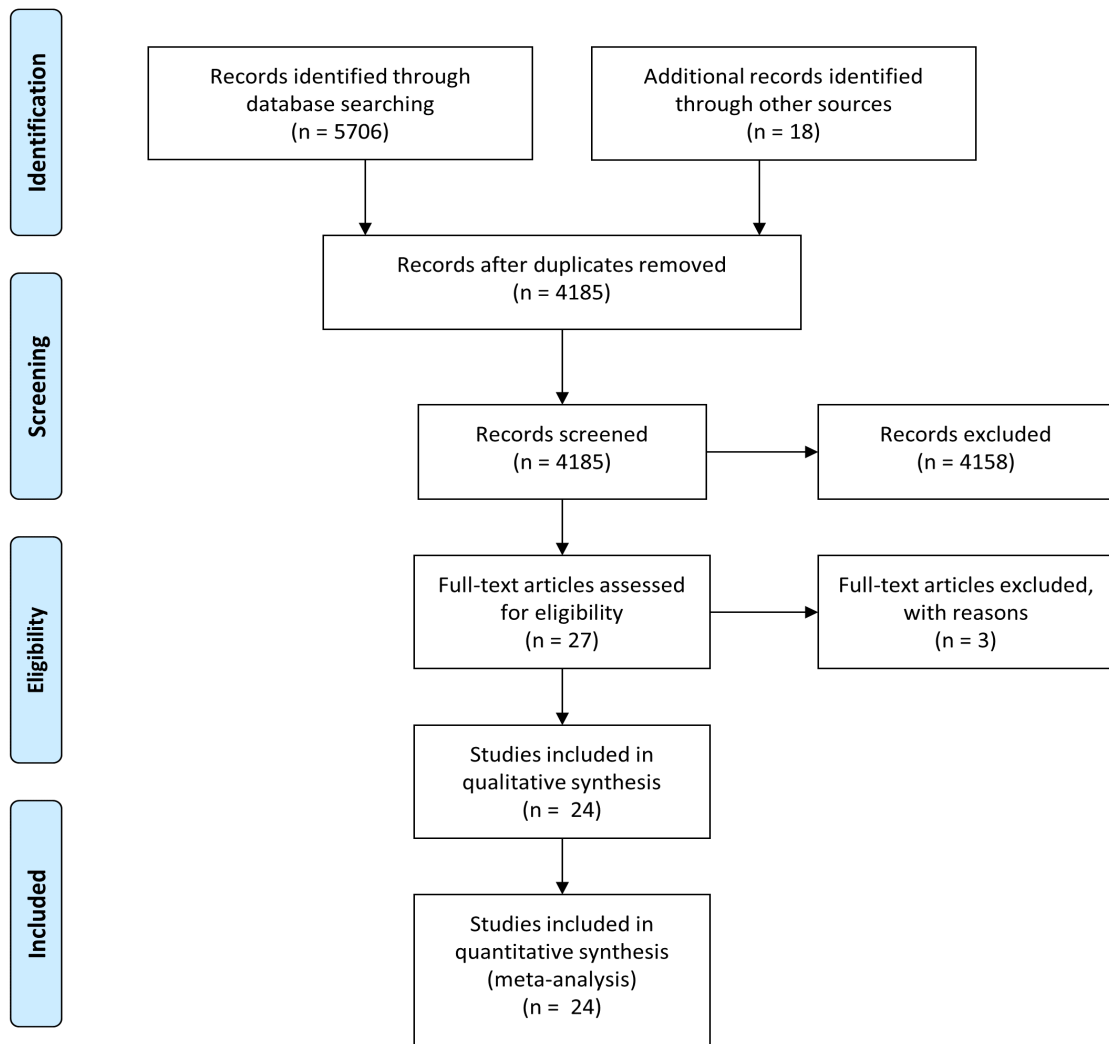 Identification
Records identified through
database searching
(n = 5706)
Additional records identified
through other sources
(n = 18)
Records after duplicates removed
(n = 4185)
Screening
Records screened
(n = 4185)
Records excluded
(n = 4158)
Eligibility
Full-text articles assessed
for eligibility
(n = 27)
Full-text articles excluded,
with reasons
(n = 3)
Studies included in
qualitative synthesis
(n = 24)
Included
Studies included in
quantitative synthesis
(meta-analysis)
(n = 24)